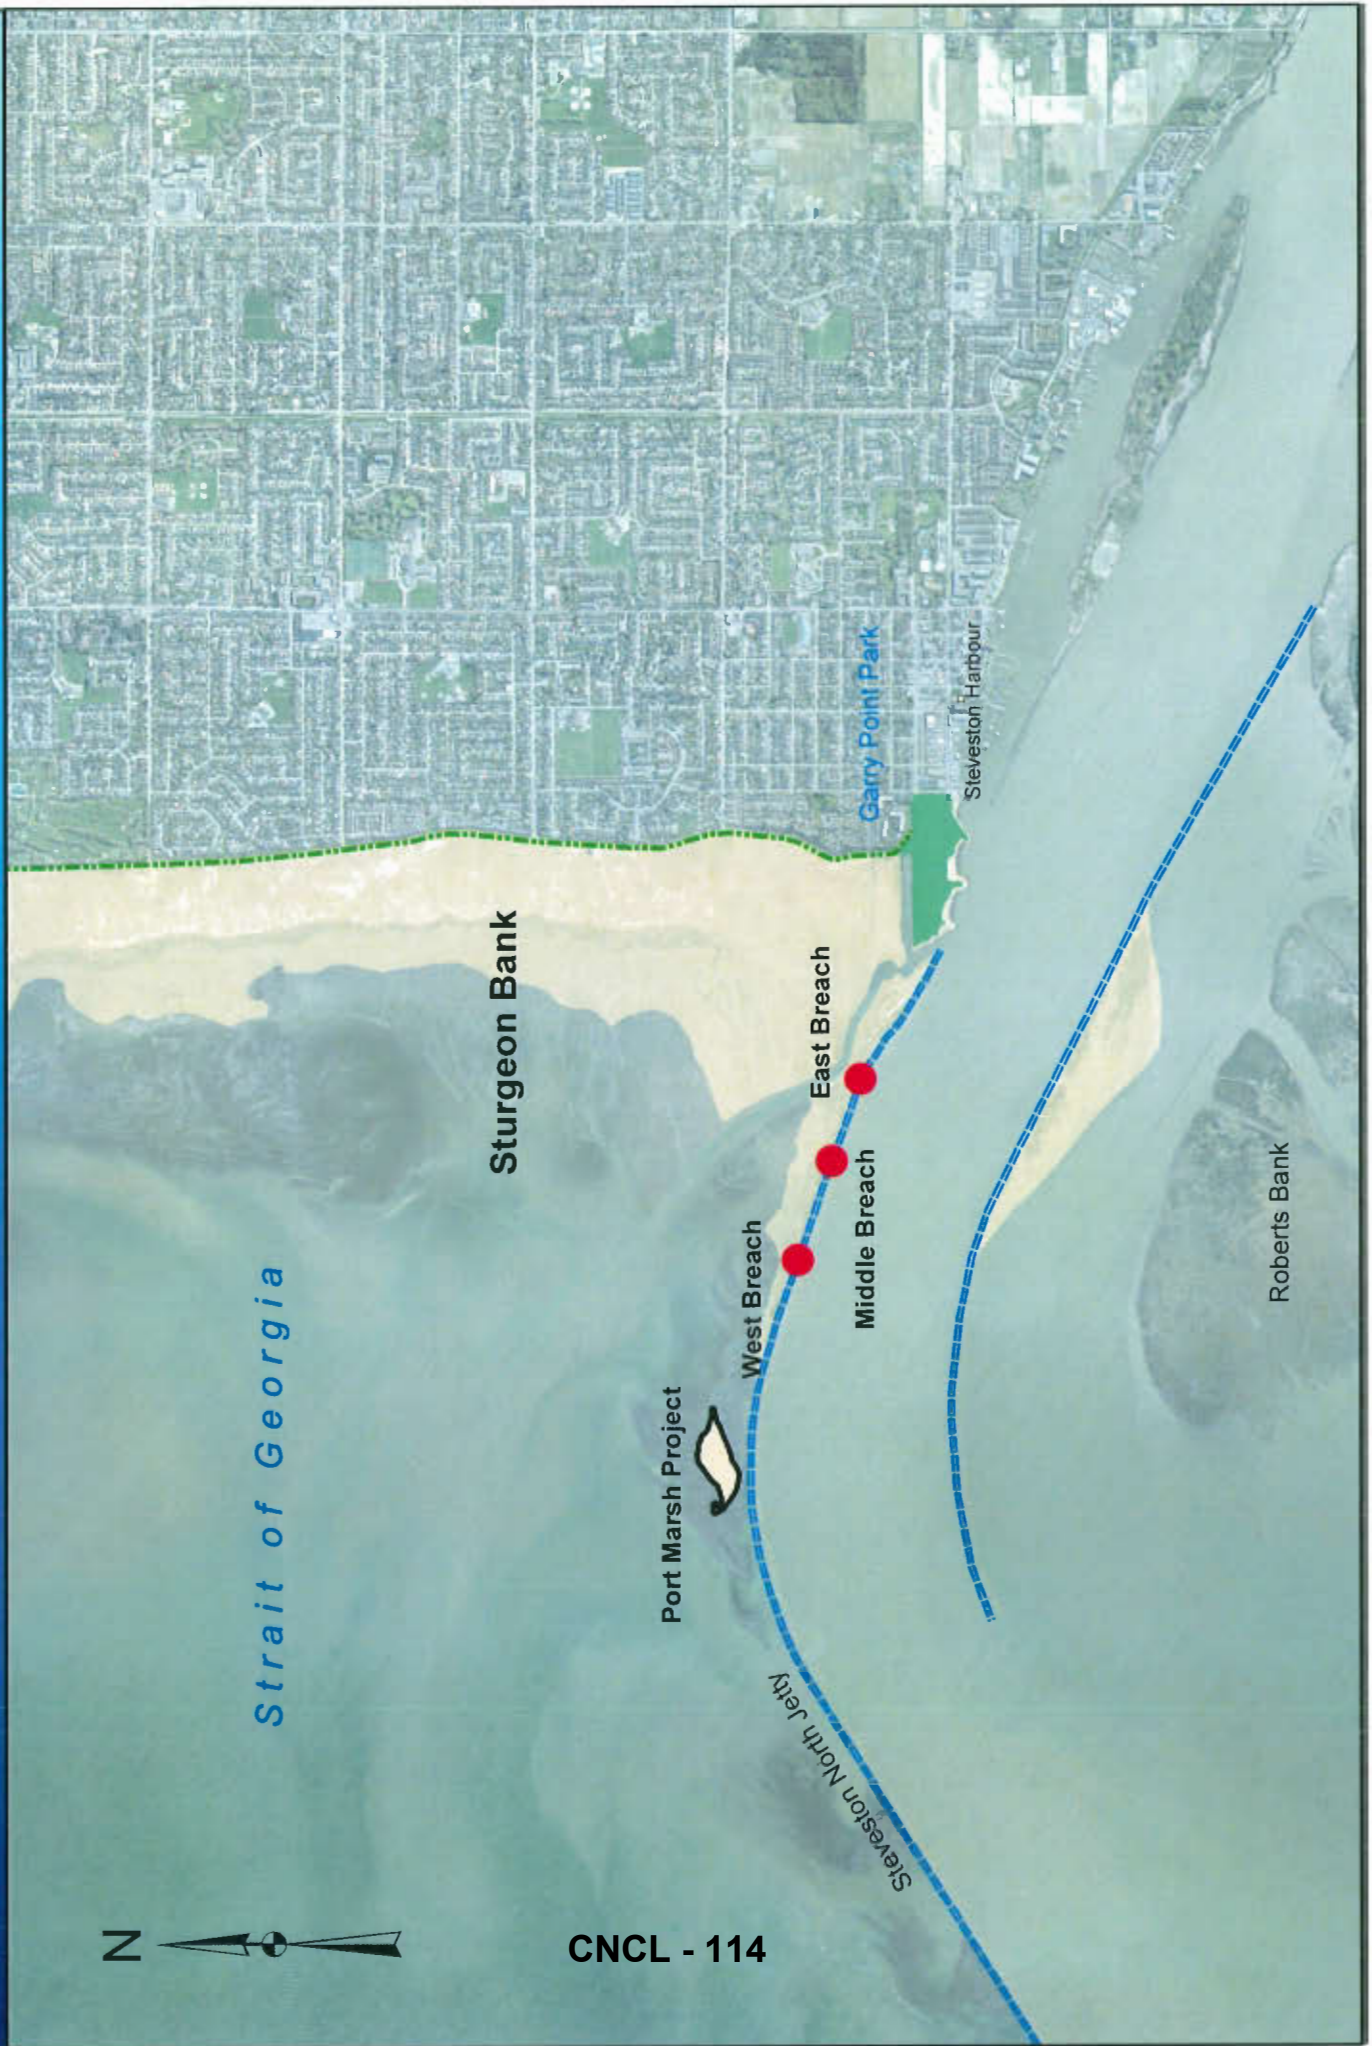 N
Strait of Georgia
Sturgeon Bank
Port Marsh Project
West Breach
East Breach
Middle Breach
Garry Point Park
Steveston Harbour
Steveston North Jetty
Roberts Bank
CNCL - 114